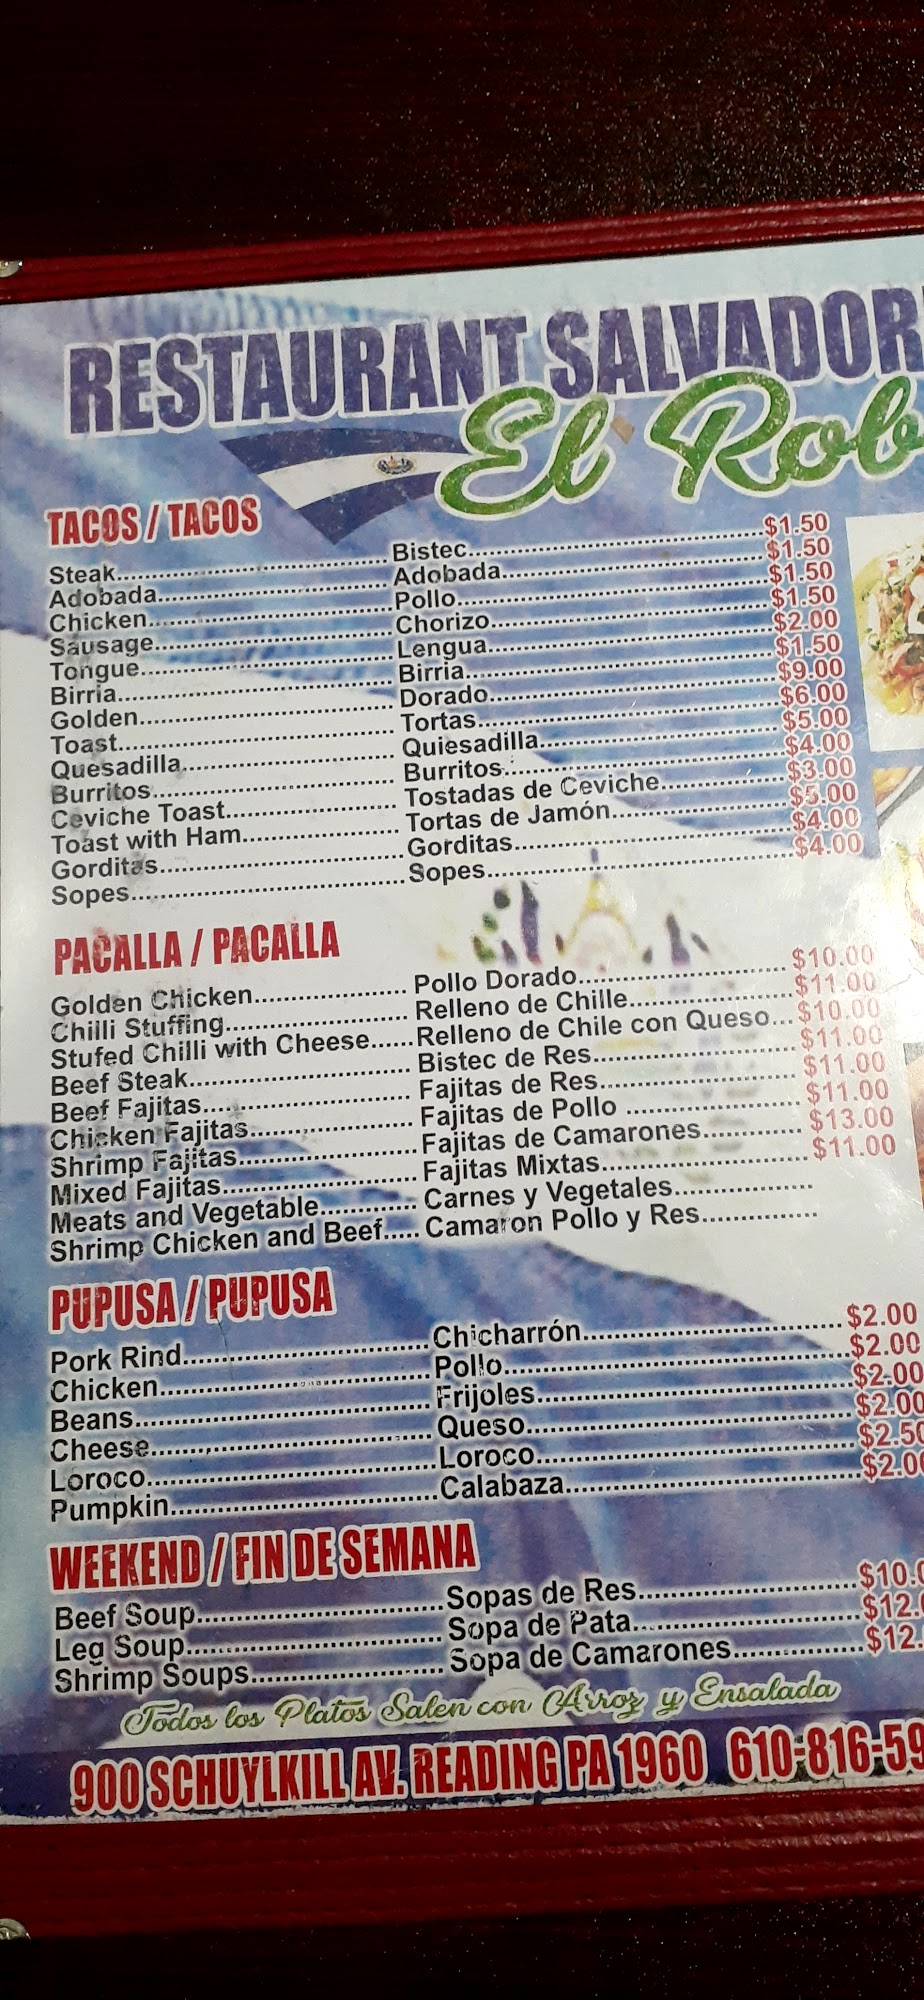 RESTAURANT SALVADOR
El Rob
TACOS / TACOS
Steak.......... Bistec.......... $1.50
Adobada.......... Adobada.......... $1.50
Chicken.......... Pollo.......... $1.50
Sausage.......... Chorizo.......... $1.50
Tongue.......... Lengua.......... $2.00
Birria.......... Birria.......... $1.50
Golden.......... Dorado.......... $9.00
Toast.......... Tortas.......... $6.00
Quesadilla.......... Quiesadilla.......... $5.00
Burritos.......... Burritos.......... $4.00
Ceviche Toast.......... Tostadas de Ceviche.......... $3.00
Toast with Ham.......... Tortas de Jamón.......... $5.00
Gorditas.......... Gorditas.......... $4.00
Sopes.......... Sopes.......... $4.00
PACALLA / PACALLA
Golden Chicken.......... Pollo Dorado.......... $10.00
Chilli Stuffing.......... Relleno de Chille.......... $11.00
Stufed Chilli with Cheese...... Relleno de Chile con Queso... $10.00
Beef Steak.......... Bistec de Res.......... $11.00
Beef Fajitas.......... Fajitas de Res.......... $11.00
Chicken Fajitas.......... Fajitas de Pollo .......... $11.00
Shrimp Fajitas.......... Fajitas de Camarones.......... $13.00
Mixed Fajitas.......... Fajitas Mixtas.......... $11.00
Meats and Vegetable.......... Carnes y Vegetales..........
Shrimp Chicken and Beef..... Camaron Pollo y Res..........
PUPUSA / PUPUSA
Pork Rind.......... Chicharrón.......... $2.00
Chicken.......... Pollo.......... $2.00
Beans.......... Frijoles.......... $2.00
Cheese.......... Queso.......... $2.00
Loroco.......... Loroco.......... $2.50
Pumpkin.......... Calabaza.......... $2.00
WEEKEND / FIN DE SEMANA
Beef Soup.......... Sopas de Res.......... $10.0
Leg Soup.......... Sopa de Pata.......... $12.
Shrimp Soups.......... Sopa de Camarones.......... $12.
Todos los Platos Salen con Arroz y Ensalada
900 SCHUYLKILL AV. READING PA 1960 610-816-59